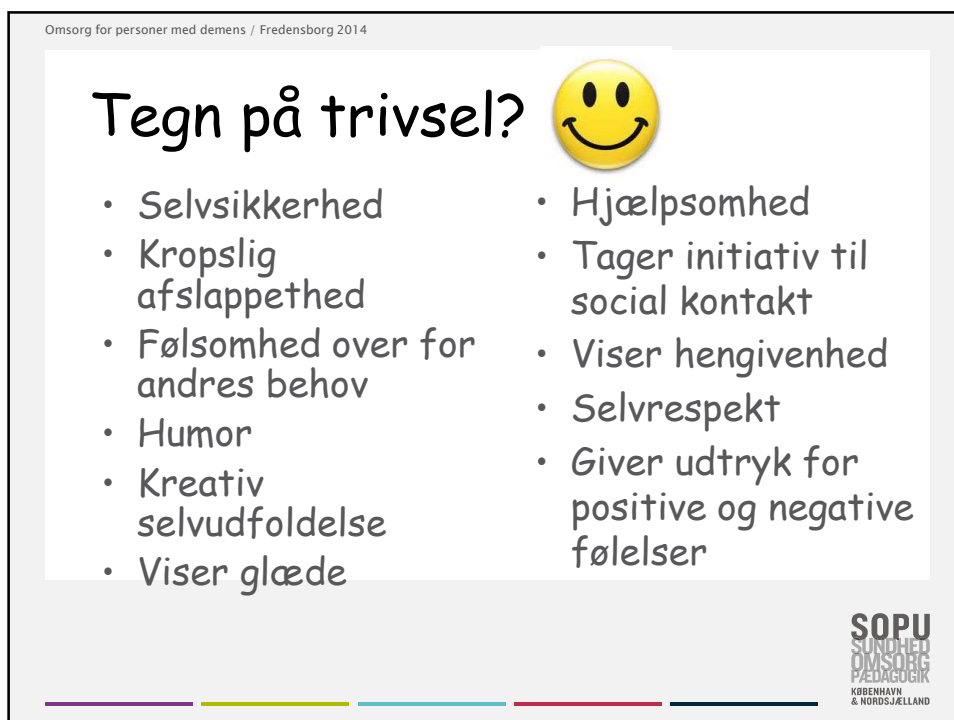 Omsorg for personer med demens / Fredensborg 2014
Tegn på trivsel?
• Selvsikkerhed
• Kropslig
afslappethed
• Følsomhed over for
andres behov
• Humor
• Kreativ
selvudfoldelse
• Viser glæde
• Hjælpsomhed
• Tager initiativ til
social kontakt
• Viser hengivenhed
• Selvrespekt
• Giver udtryk for
positive og negative
følelser
SOPU
SUNDHED
OMSORG
PÆDAGOGIK
KØBENHAVN
& NORDSJÆLLAND